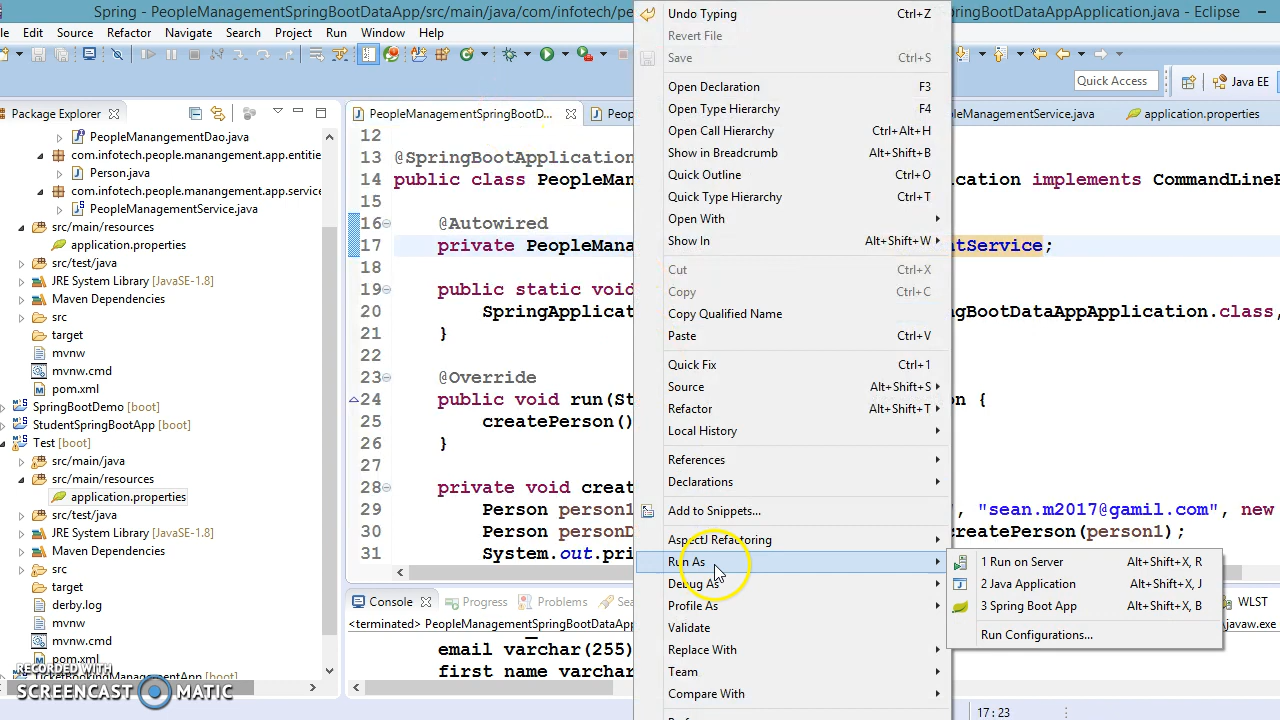 Spring - PeopleManagementSpringBootDataApp/src/main/java/com/infotech/pe
ringBootDataAppApplication.java - Eclipse
Edit Source Refactor Navigate Search Project Run Window Help
Quick Access
Java EE
Package Explorer
PeopleManangementDao.java
com.infotech.people.manangement.app.entitie
Person.java
com.infotech.people.manangement.app.service
PeopleManagementService.java
src/main/resources
application.properties
src/test/java
JRE System Library [JavaSE-1.8]
Maven Dependencies
src
target
mvnw
mvnw.cmd
pom.xml
SpringBootDemo [boot]
StudentSpringBootApp [boot]
Test [boot]
src/main/java
src/main/resources
application.properties
src/test/java
JRE System Library [JavaSE-1.8]
Maven Dependencies
src
target
derby.log
mvnw
mvnw.cmd
pom.xml
TicketBookingManagementApp [boot]
RECORDED WITH
SCREENCAST MATIC
PeopleManagementSpringBootD...
Peop
leManagementService.java
application.properties
12
13 @SpringBootApplication
14 public class PeopleMan
ication implements CommandLineR
15
16 @Autowired
17 private PeopleMana
ntService;
18
19 public static void
20 SpringApplicat
gBootDataAppApplication.class,
21 }
22
23 @Override
24 public void run(St
n {
25 createPerson()
26 }
27
28 private void creat
29 Person person1
, "sean.m2017@gamil.com", new
30 Person personD
createPerson(person1);
31 System.out.pri
Undo Typing Ctrl+Z
Revert File
Save Ctrl+S
Open Declaration F3
Open Type Hierarchy F4
Open Call Hierarchy Ctrl+Alt+H
Show in Breadcrumb Alt+Shift+B
Quick Outline Ctrl+O
Quick Type Hierarchy Ctrl+T
Open With
Show In Alt+Shift+W
Cut Ctrl+X
Copy Ctrl+C
Copy Qualified Name
Paste Ctrl+V
Quick Fix Ctrl+1
Source Alt+Shift+S
Refactor Alt+Shift+T
Local History
References
Declarations
Add to Snippets...
AspectJ Refactoring
Run As
Debug As
Profile As
Validate
Replace With
Team
Compare With
1 Run on Server Alt+Shift+X, R
2 Java Application Alt+Shift+X, J
3 Spring Boot App Alt+Shift+X, B
Run Configurations...
Console Progress Problems Sea
WLST
<terminated> PeopleManagementSpringBootDataApp
\javaw.exe
email varchar(255)
first name varchar
17 : 23